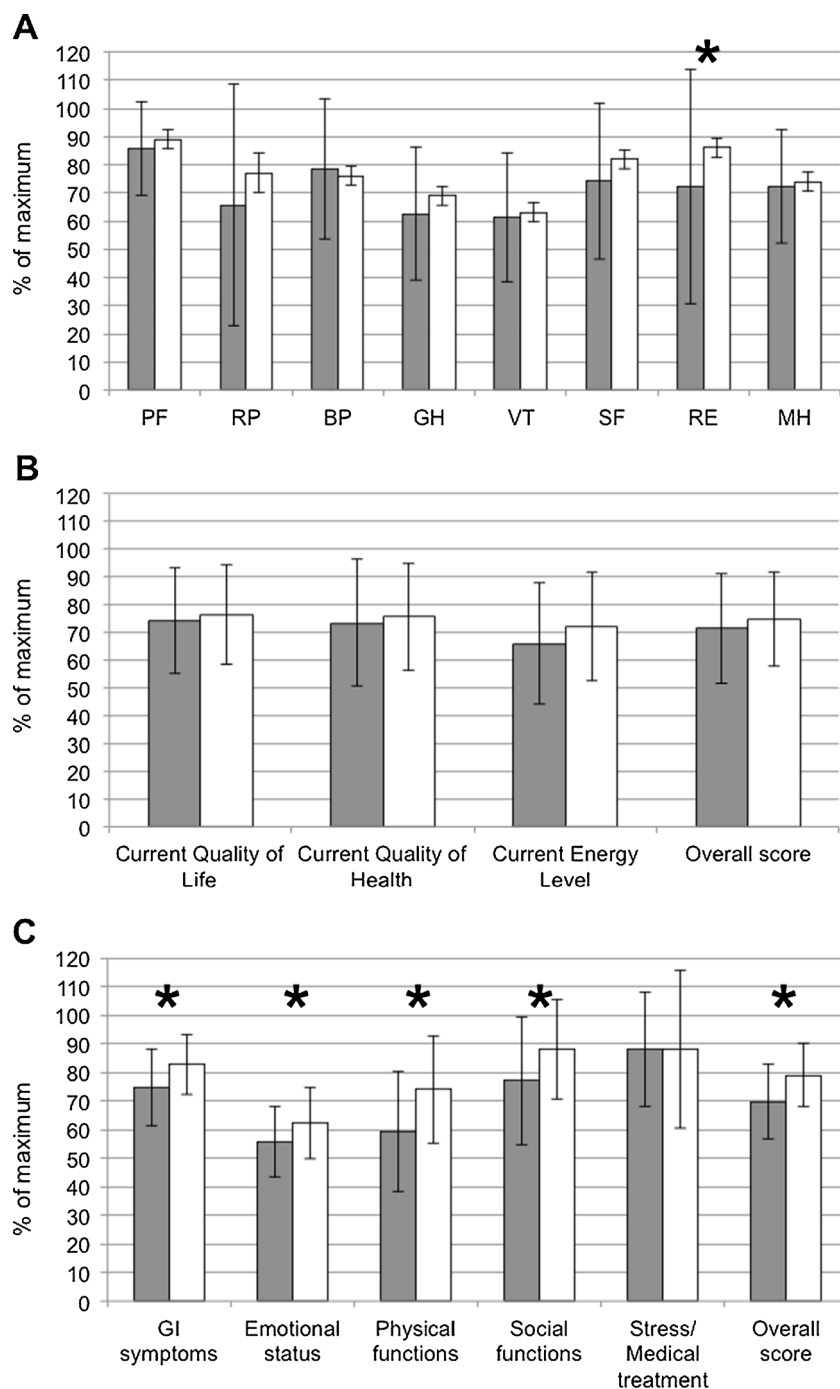 A
120
110
100
90
80
70
60
50
40
30
20
10
0
% of maximum
*
PF RP BP GH VT SF RE MH
B
120
110
100
90
80
70
60
50
40
30
20
10
0
% of maximum
Current Quality of Life
Current Quality of Health
Current Energy Level
Overall score
C
120
110
100
90
80
70
60
50
40
30
20
10
0
% of maximum
* * * * *
GI symptoms
Emotional status
Physical functions
Social functions
Stress/ Medical treatment
Overall score